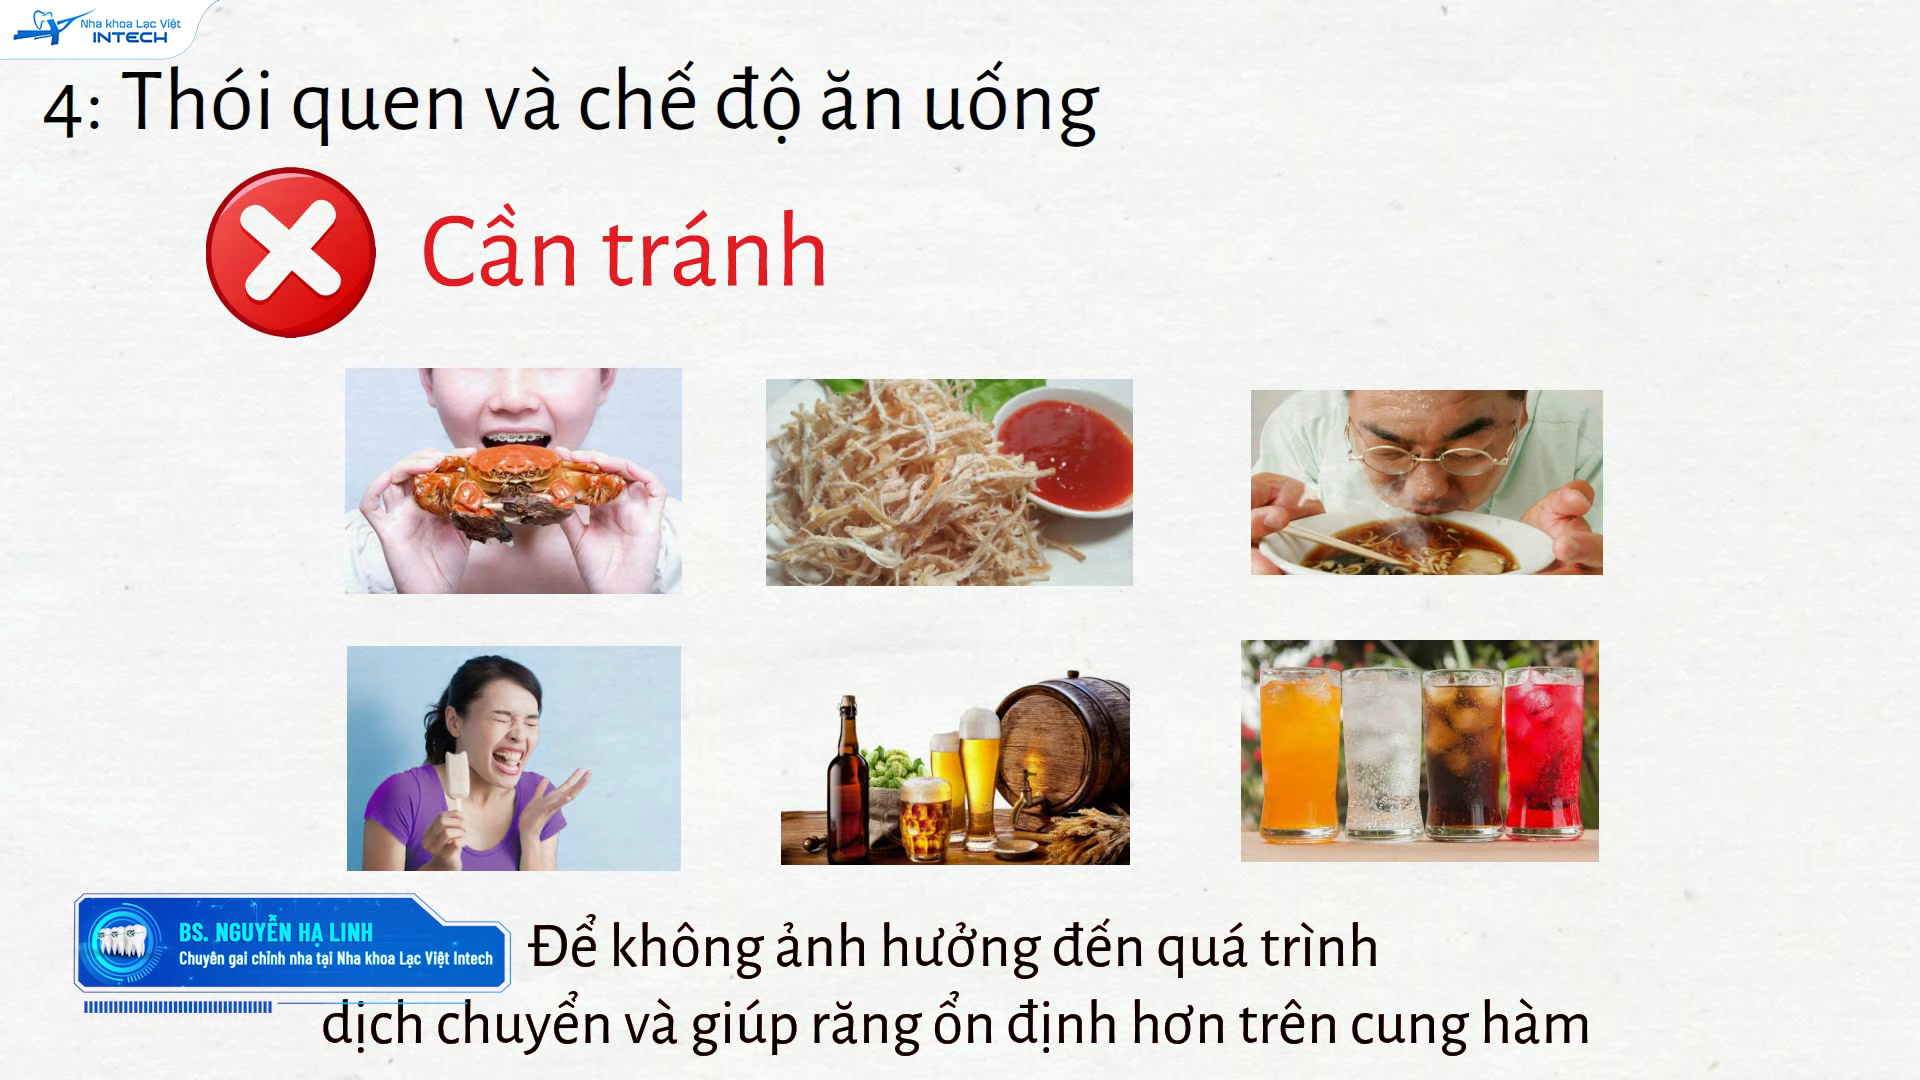 Nha khoa Lạc Việt
INTECH
4: Thói quen và chế độ ăn uống
Cần tránh
BS. NGUYỄN HẠ LINH
Chuyên gai chỉnh nha tại Nha khoa Lạc Việt Intech
Để không ảnh hưởng đến quá trình
dịch chuyển và giúp răng ổn định hơn trên cung hàm